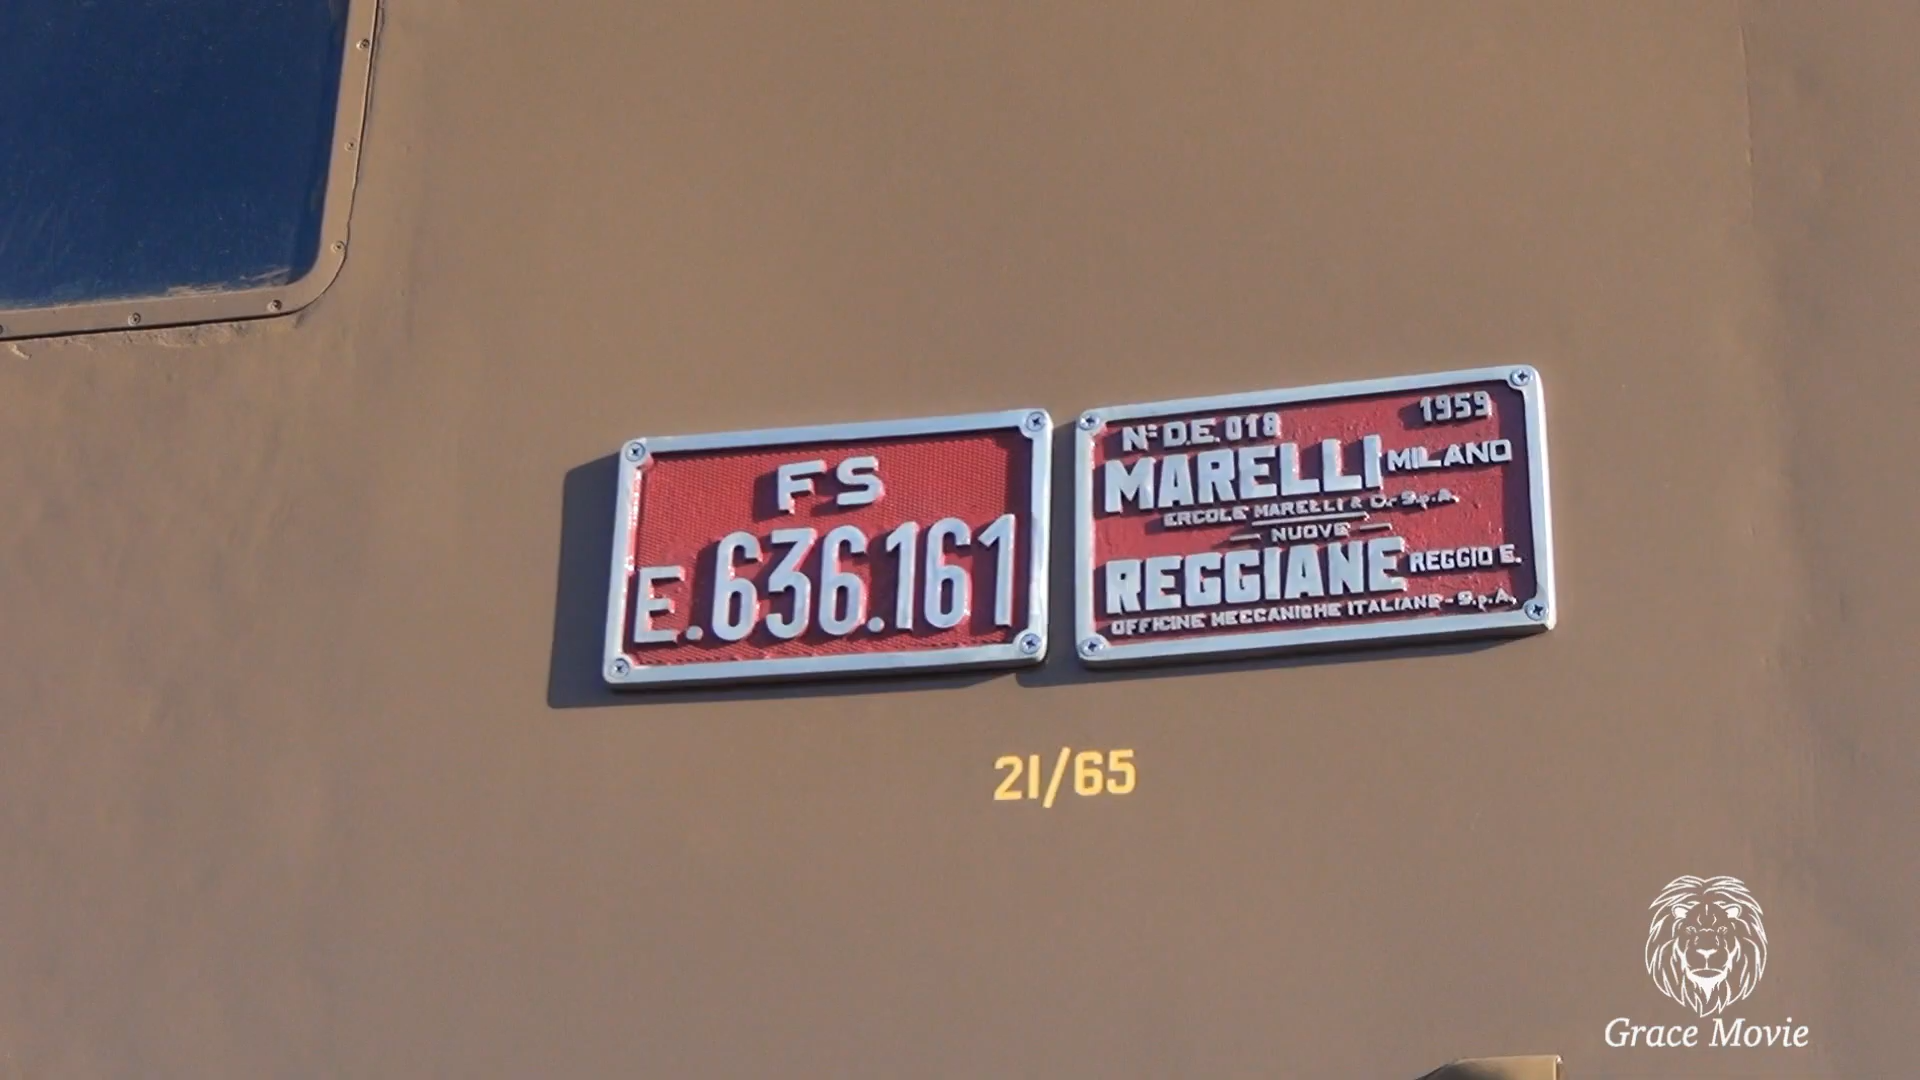 FS
E.636.161
Nº D.E. 018 1959
MARELLI MILANO
ERCOLE MARELLI & C. S.p.A.
NUOVE
REGGIANE REGGIO E.
OFFICINE MECCANICHE ITALIANE - S.p.A.
21/65
Grace Movie